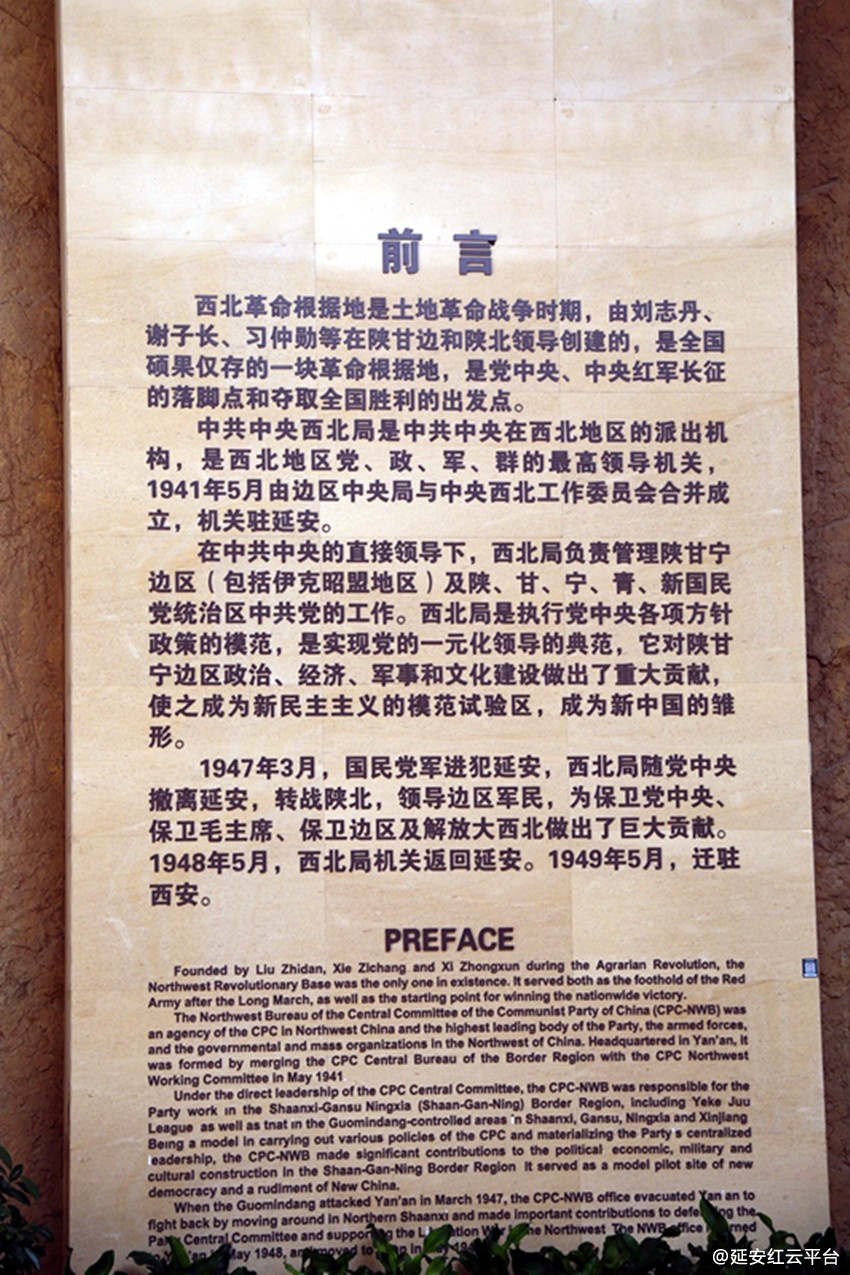 前言
西北革命根据地是土地革命战争时期，由刘志丹、
谢子长、习仲勋等在陕甘边和陕北领导创建的，是全国
硕果仅存的一块革命根据地，是党中央、中央红军长征
的落脚点和夺取全国胜利的出发点。
中共中央西北局是中共中央在西北地区的派出机
构，是西北地区党、政、军、群的最高领导机关，
1941年5月由边区中央局与中央西北工作委员会合并成
立，机关驻延安。
在中共中央的直接领导下，西北局负责管理陕甘宁
边区（包括伊克昭盟地区）及陕、甘、宁、青、新国民
党统治区中共党的工作。西北局是执行党中央各项方针
政策的模范，是实现党的一元化领导的典范，它对陕甘
宁边区政治、经济、军事和文化建设做出了重大贡献，
使之成为新民主主义的模范试验区，成为新中国的雏
形。
1947年3月，国民党军进犯延安，西北局随党中央
撤离延安，转战陕北，领导边区军民，为保卫党中央、
保卫毛主席、保卫边区及解放大西北做出了巨大贡献。
1948年5月，西北局机关返回延安。1949年5月，迁驻
西安。
PREFACE
Founded by Liu Zhidan, Xie Zichang and Xi Zhongxun during the Agrarian Revolution, the
Northwest Revolutionary Base was the only one in existence. It served both as the foothold of the Red
Army after the Long March, as well as the starting point for winning the nationwide victory.
The Northwest Bureau of the Central Committee of the Communist Party of China (CPC-NWB) was
an agency of the CPC in Northwest China and the highest leading body of the Party, the armed forces,
and the governmental and mass organizations in the Northwest of China. Headquartered in Yan'an, it
was formed by merging the CPC Central Bureau of the Border Region with the CPC Northwest
Working Committee in May 1941
Under the direct leadership of the CPC Central Committee, the CPC-NWB was responsible for the
Party work in the Shaanxi-Gansu Ningxia (Shaan-Gan-Ning) Border Region, including Yeke Juu
League as well as tnat in the Guomindang-controlled areas in Shaanxi, Gansu, Ningxia and Xinjiang
Being a model in carrying out various policies of the CPC and materializing the Party s centralized
leadership, the CPC-NWB made significant contributions to the political economic, military and
cultural construction in the Shaan-Gan-Ning Border Region It served as a model pilot site of new
democracy and a rudiment of New China.
When the Guomindang attacked Yan'an in March 1947, the CPC-NWB office evacuated Yan an to
fight back by moving around in Northern Shaanxi and made important contributions to defending the
Party Central Committee and supporting the War in the Northwest The NWB office
May 1948, and moved to in May
@延安红云平台